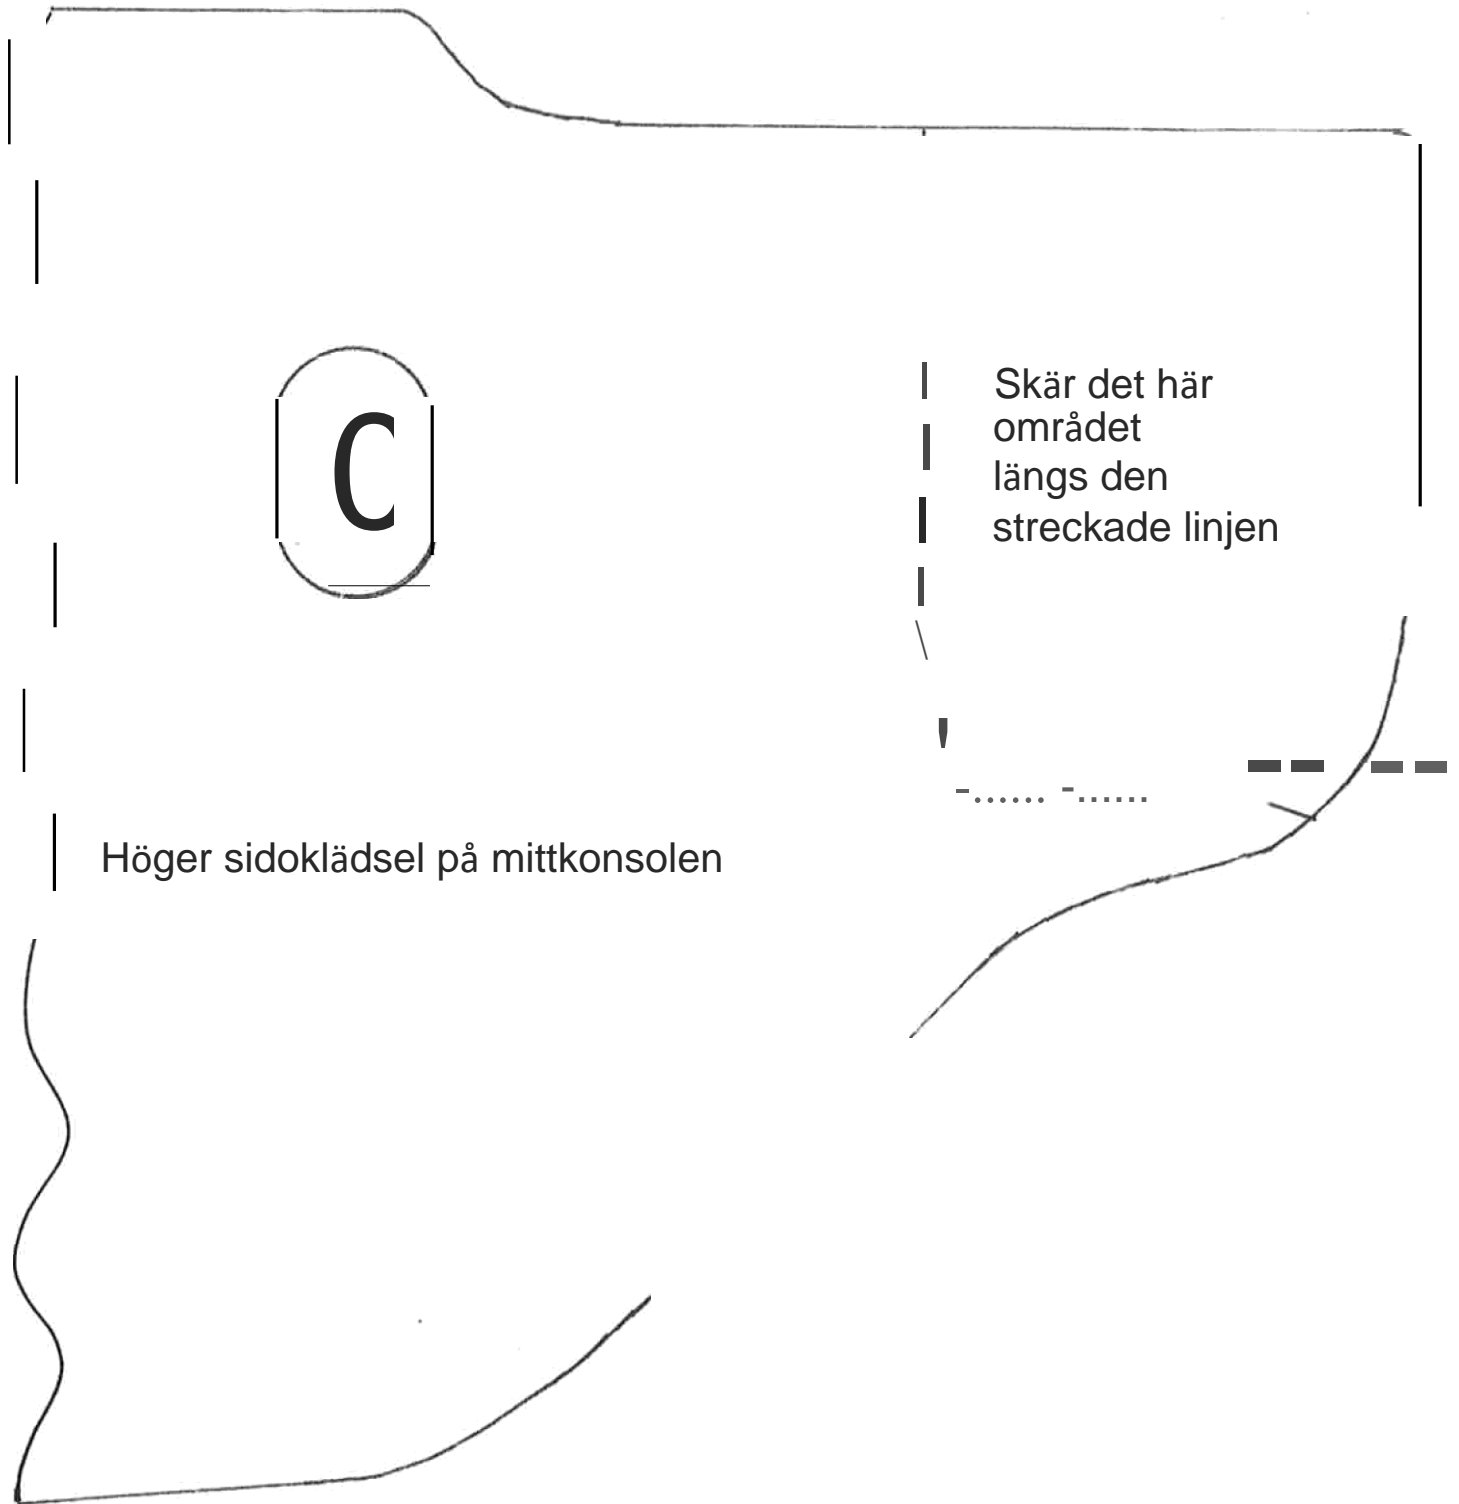 C
Skär det här
området
längs den
streckade linjen
Höger sidoklädsel på mittkonsolen